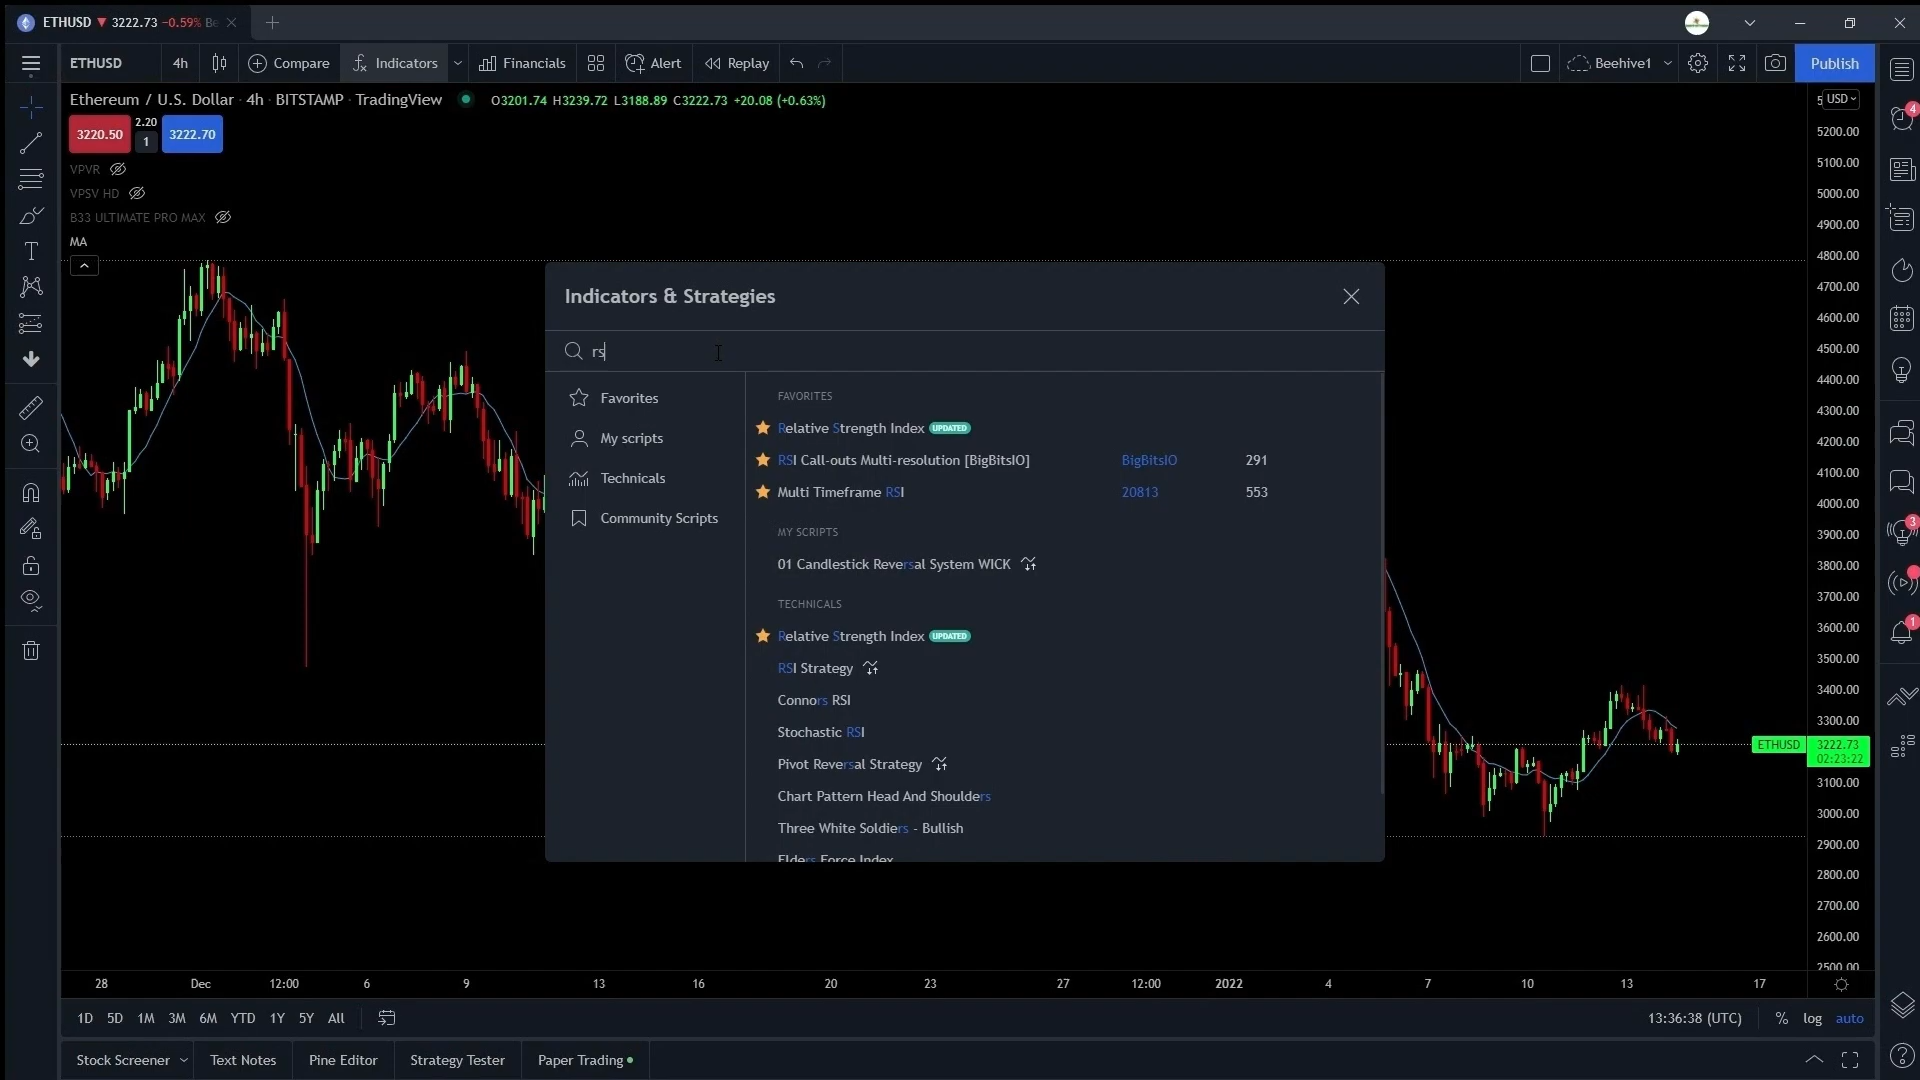 ETHUSD ▼ 3222.73 −0.59% Be
ETHUSD 4h Compare Indicators Financials Alert Replay Beehive1 Publish
Ethereum / U.S. Dollar · 4h · BITSTAMP · TradingView O3201.74 H3239.72 L3188.89 C3222.73 +20.08 (+0.63%)
USD
3220.50 2.20 1 3222.70
VPVR
VPSV HD
B33 ULTIMATE PRO MAX
MA
Indicators & Strategies
rs
Favorites
My scripts
Technicals
Community Scripts
FAVORITES
Relative Strength Index UPDATED
RSI Call-outs Multi-resolution [BigBitsIO] BigBitsIO 291
Multi Timeframe RSI 20813 553
MY SCRIPTS
01 Candlestick Reversal System WICK
TECHNICALS
Relative Strength Index UPDATED
RSI Strategy
Connors RSI
Stochastic RSI
Pivot Reversal Strategy
Chart Pattern Head And Shoulders
Three White Soldiers - Bullish
Elders Force Index
5200.00
5100.00
5000.00
4900.00
4800.00
4700.00
4600.00
4500.00
4400.00
4300.00
4200.00
4100.00
4000.00
3900.00
3800.00
3700.00
3600.00
3500.00
3400.00
3300.00
ETHUSD 3222.73
02:23:22
3100.00
3000.00
2900.00
2800.00
2700.00
2600.00
2500.00
4
3
1
28 Dec 12:00 6 9 13 16 20 23 27 12:00 2022 4 7 10 13 17
1D 5D 1M 3M 6M YTD 1Y 5Y All 13:36:38 (UTC) % log auto
Stock Screener Text Notes Pine Editor Strategy Tester Paper Trading